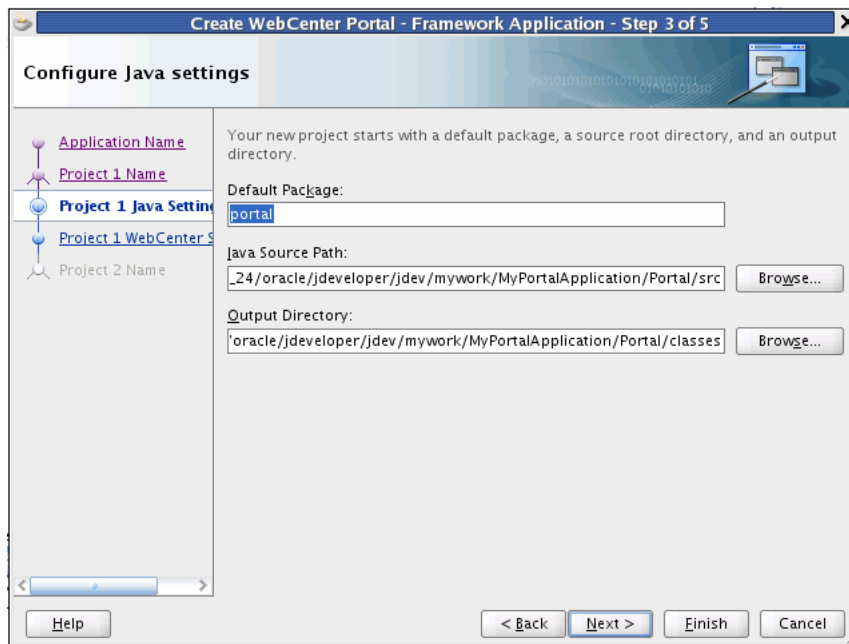 Create WebCenter Portal - Framework Application - Step 3 of 5
Configure Java settings
Application Name
Project 1 Name
Project 1 Java Settin
Project 1 WebCenter S
Project 2 Name
Your new project starts with a default package, a source root directory, and an output
directory.
Default Package:
portal
Java Source Path:
_24/oracle/jdeveloper/jdev/mywork/MyPortalApplication/Portal/src
Browse...
Output Directory:
'oracle/jdeveloper/jdev/mywork/MyPortalApplication/Portal/classes
Browse...
Help
< Back
Next >
Finish
Cancel